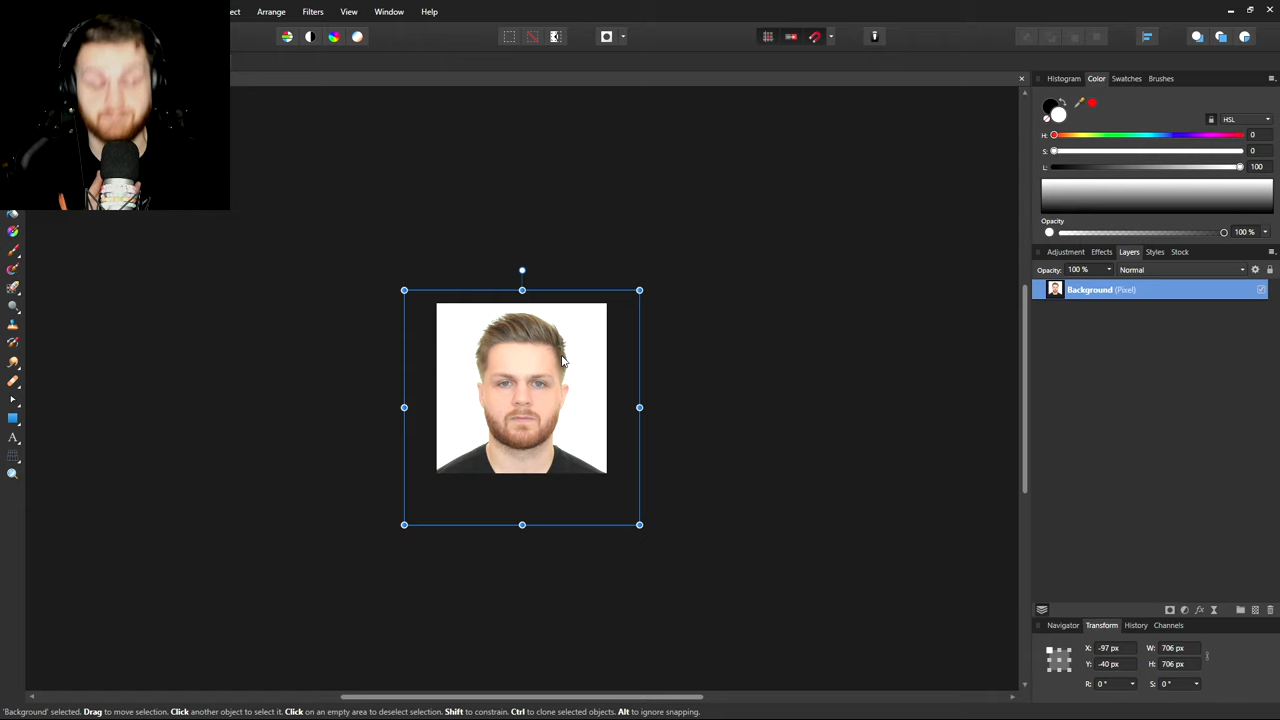 ect Arrange Filters View Window Help
Histogram Color Swatches Brushes
HSL
H: 0
S: 0
L: 100
Opacity
100 %
Adjustment Effects Layers Styles Stock
Opacity: 100 % Normal
Background (Pixel)
Navigator Transform History Channels
X: -97 px W: 706 px
Y: -40 px H: 706 px
R: 0 ° S: 0 °
'Background' selected. Drag to move selection. Click another object to select it. Click on an empty area to deselect selection. Shift to constrain. Ctrl to clone selected objects. Alt to ignore snapping.